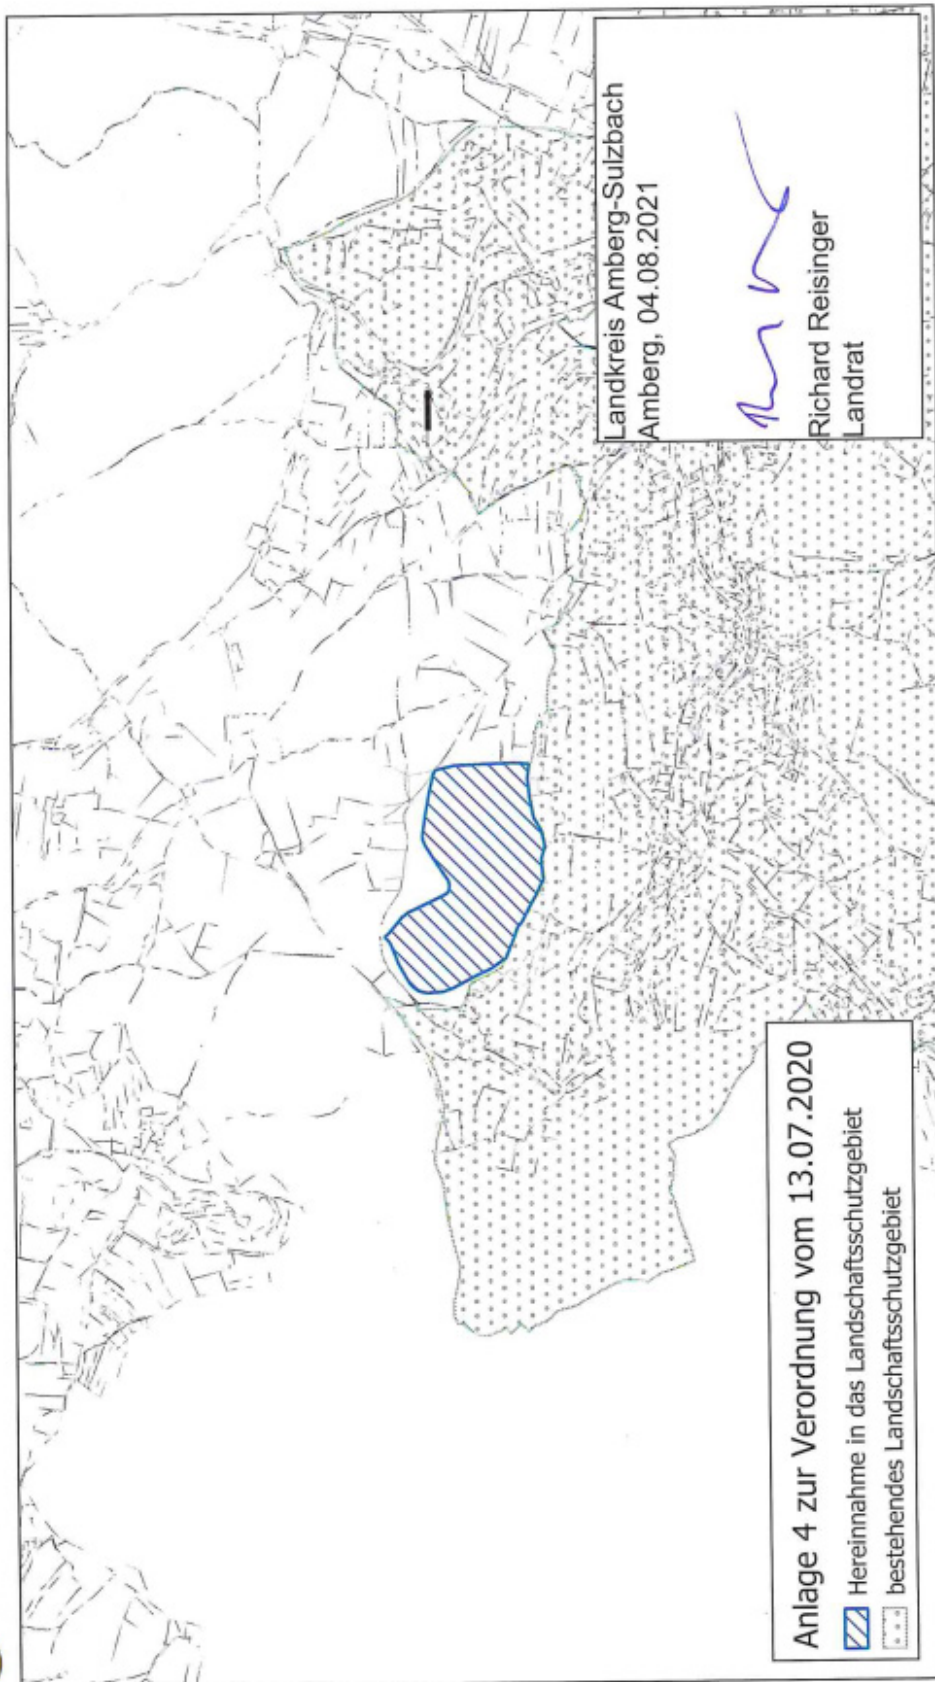 Landkreis Amberg-Sulzbach
Amberg, 04.08.2021
Richard Reisinger
Landrat
Anlage 4 zur Verordnung vom 13.07.2020
Hereinnahme in das Landschaftsschutzgebiet
bestehendes Landschaftsschutzgebiet